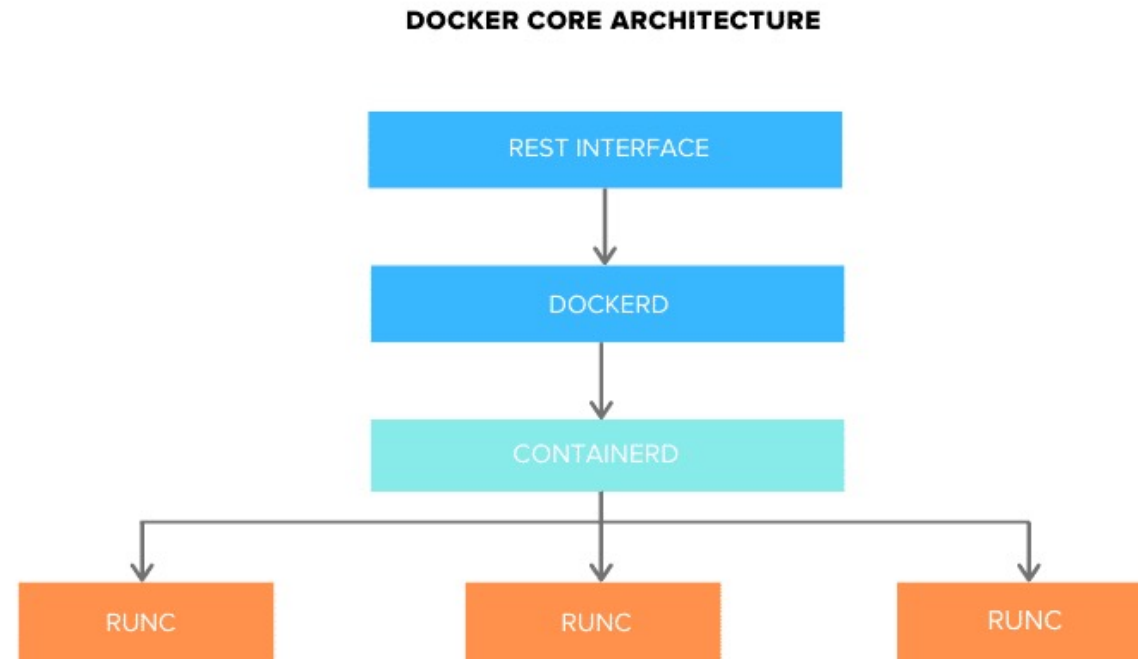 DOCKER CORE ARCHITECTURE
REST INTERFACE
DOCKERD
CONTAINERD
RUNC
RUNC
RUNC